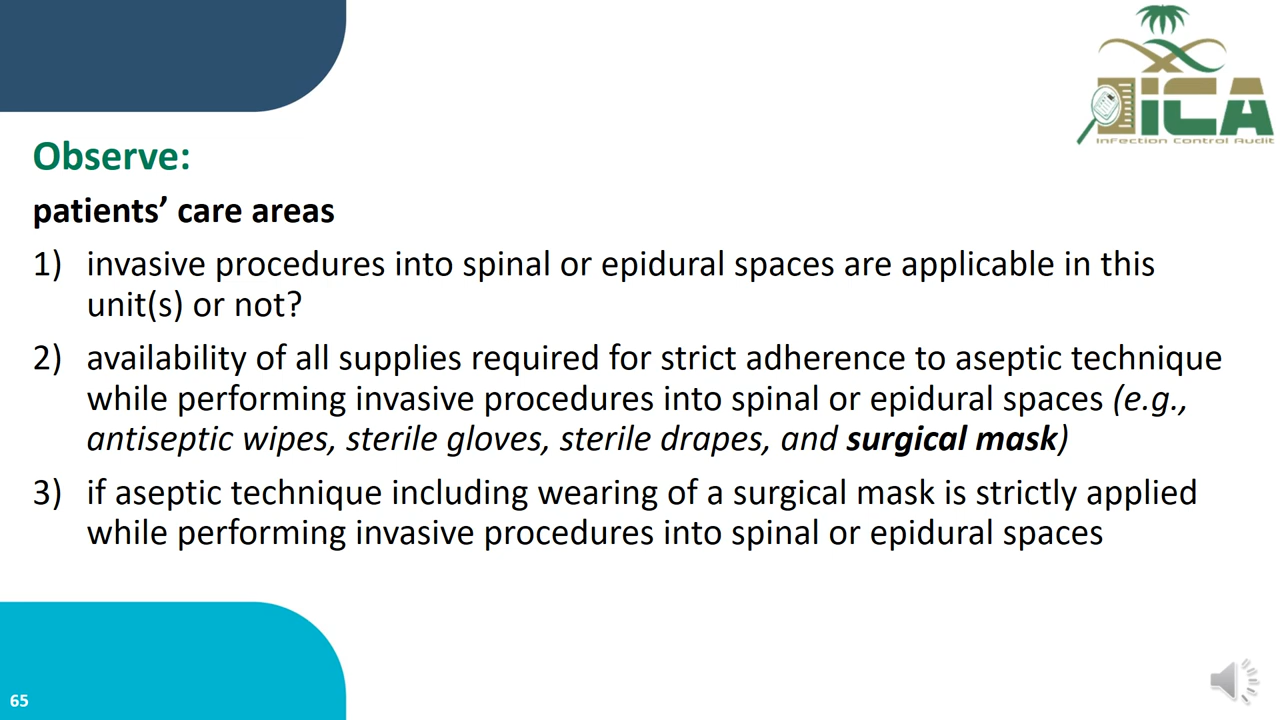 iCA
InFection Control Audit
Observe:
patients’ care areas
1) invasive procedures into spinal or epidural spaces are applicable in this
unit(s) or not?
2) availability of all supplies required for strict adherence to aseptic technique
while performing invasive procedures into spinal or epidural spaces (e.g.,
antiseptic wipes, sterile gloves, sterile drapes, and surgical mask)
3) if aseptic technique including wearing of a surgical mask is strictly applied
while performing invasive procedures into spinal or epidural spaces
65